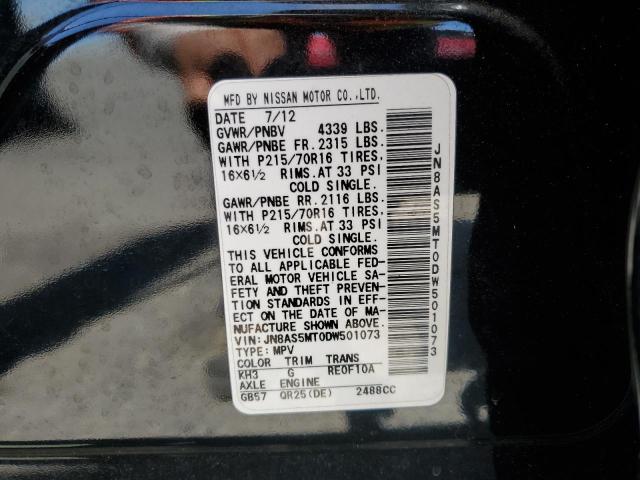 MFD BY NISSAN MOTOR CO.,LTD.
DATE 7/12
GVWR/PNBV 4339 LBS.
GAWR/PNBE FR. 2315 LBS.
WITH P215/70R16 TIRES,
16X6½ RIMS.AT 33 PSI
COLD SINGLE.
GAWR/PNBE RR. 2116 LBS.
WITH P215/70R16 TIRES,
16X6½ RIMS.AT 33 PSI
COLD SINGLE.
THIS VEHICLE CONFORMS
TO ALL APPLICABLE FED-
ERAL MOTOR VEHICLE SA-
FETY AND THEFT PREVEN-
TION STANDARDS IN EFF-
ECT ON THE DATE OF MA-
NUFACTURE SHOWN ABOVE.
VIN: JN8AS5MT0DW501073
TYPE: MPV
COLOR TRIM TRANS
KH3 G RE0F10A
AXLE ENGINE
GB57 QR25(DE) 2488CC
JN8AS5MT0DW501073